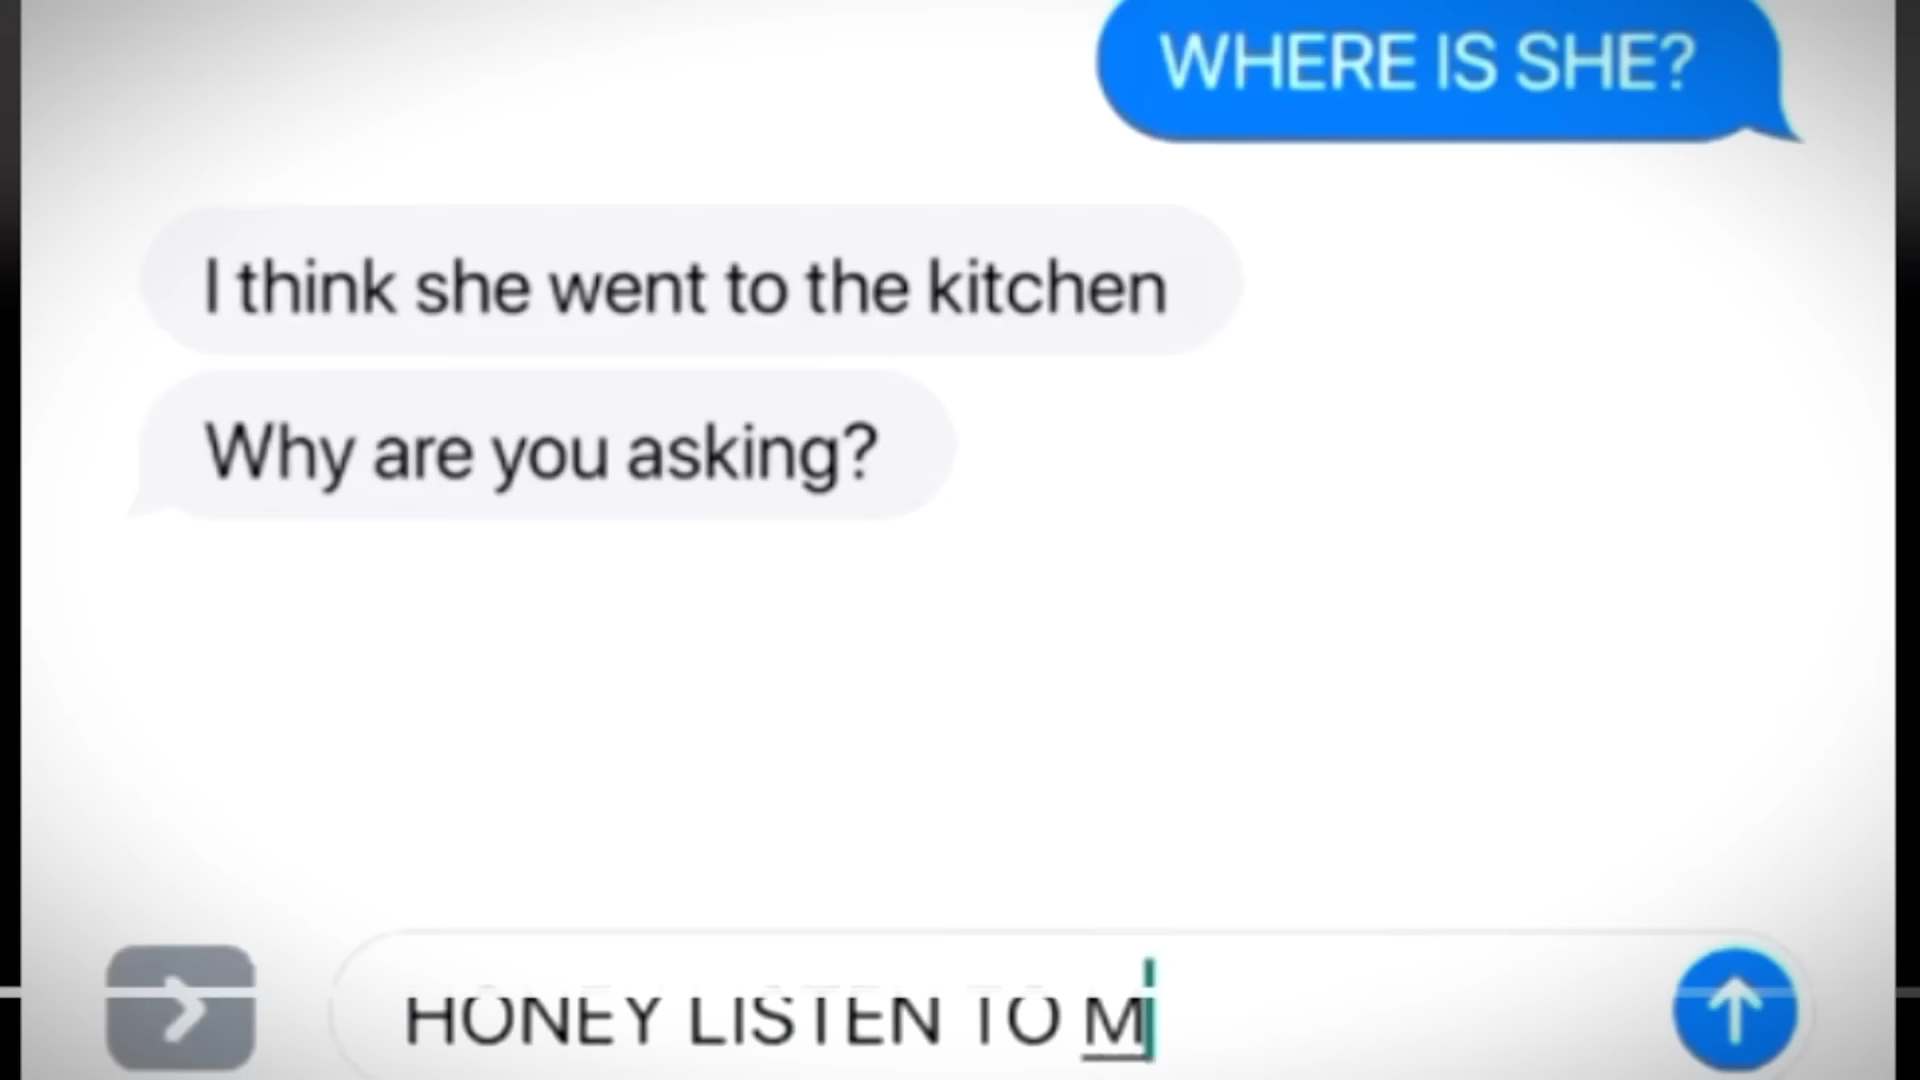 WHERE IS SHE?
I think she went to the kitchen
Why are you asking?
HONEY LISTEN TO M